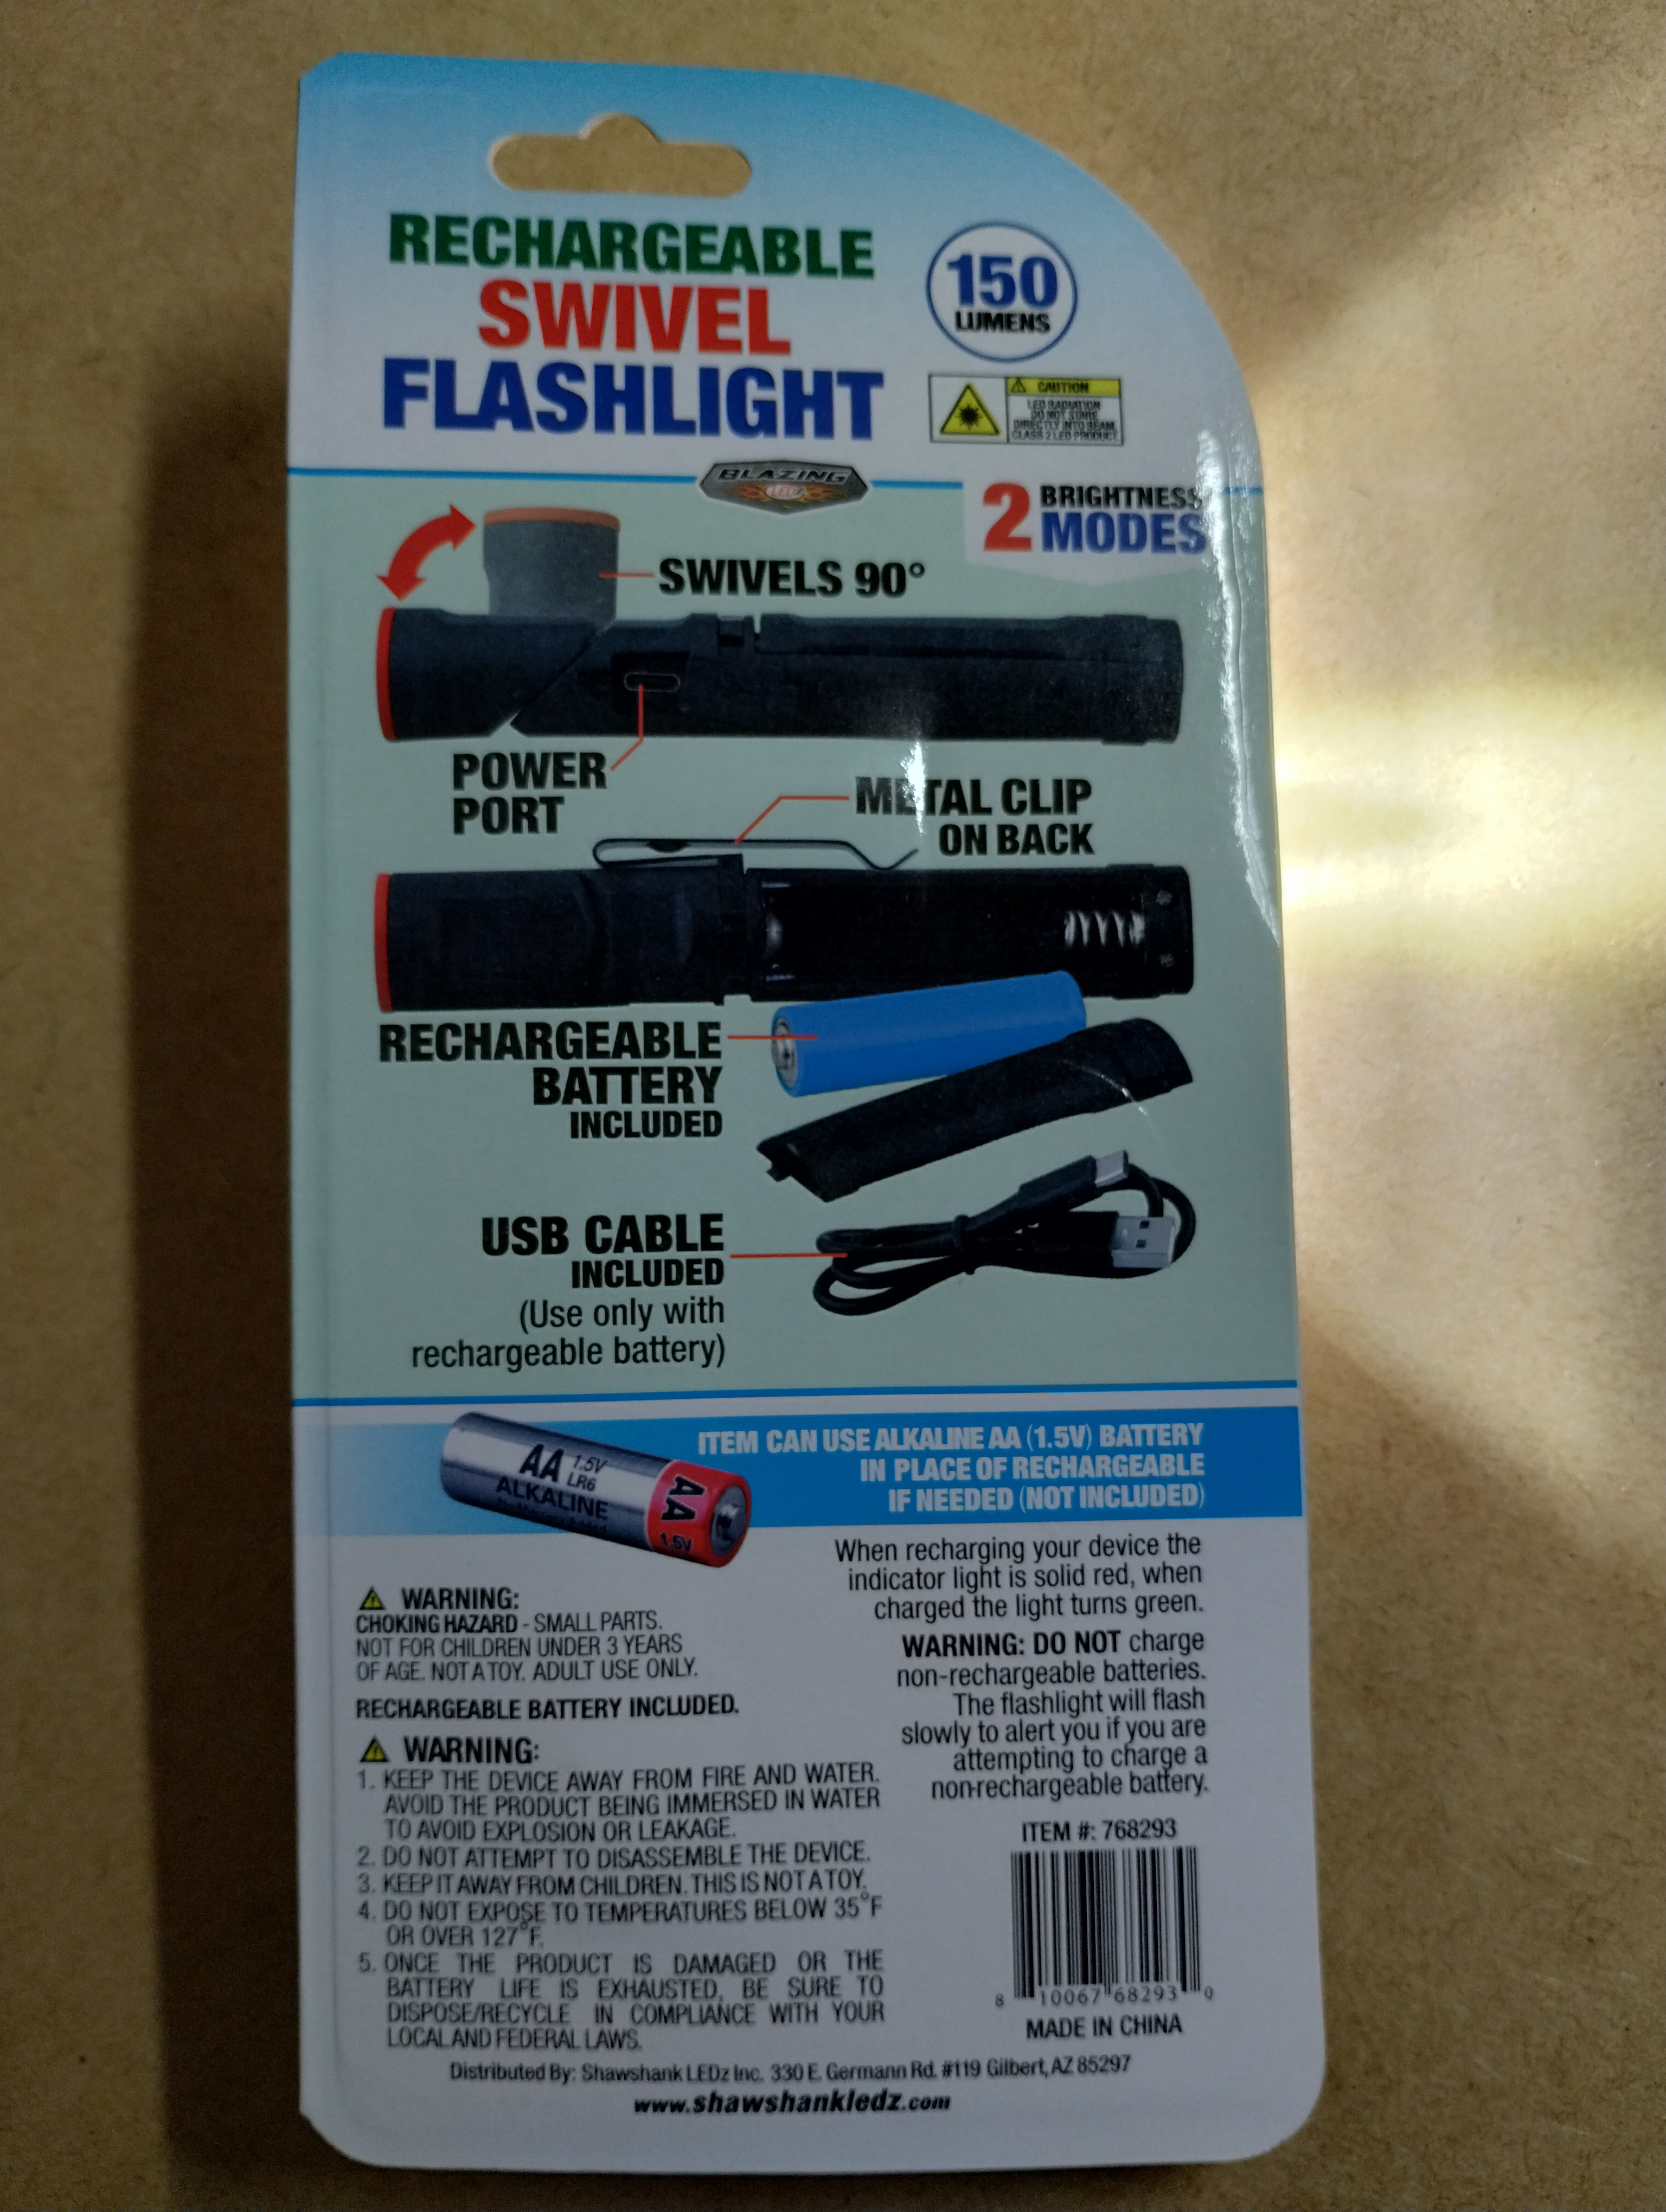 RECHARGEABLE
SWIVEL
FLASHLIGHT
150
LUMENS
CAUTION
LED RADIATION
DO NOT STARE
DIRECTLY INTO BEAM
CLASS 2 LED PRODUCT
BLAZING
LEDz
2 BRIGHTNESS
MODES
SWIVELS 90°
POWER
PORT
METAL CLIP
ON BACK
RECHARGEABLE
BATTERY
INCLUDED
USB CABLE
INCLUDED
(Use only with
rechargeable battery)
AA 1.5V
LR6
ALKALINE
AA
1.5V
ITEM CAN USE ALKALINE AA (1.5V) BATTERY
IN PLACE OF RECHARGEABLE
IF NEEDED (NOT INCLUDED)
When recharging your device the
indicator light is solid red, when
charged the light turns green.
WARNING: DO NOT charge
non-rechargeable batteries.
The flashlight will flash
slowly to alert you if you are
attempting to charge a
non-rechargeable battery.
WARNING:
CHOKING HAZARD - SMALL PARTS.
NOT FOR CHILDREN UNDER 3 YEARS
OF AGE. NOT A TOY. ADULT USE ONLY.
RECHARGEABLE BATTERY INCLUDED.
WARNING:
1. KEEP THE DEVICE AWAY FROM FIRE AND WATER.
AVOID THE PRODUCT BEING IMMERSED IN WATER
TO AVOID EXPLOSION OR LEAKAGE.
2. DO NOT ATTEMPT TO DISASSEMBLE THE DEVICE.
3. KEEP IT AWAY FROM CHILDREN. THIS IS NOT A TOY.
4. DO NOT EXPOSE TO TEMPERATURES BELOW 35°F
OR OVER 127°F.
5. ONCE THE PRODUCT IS DAMAGED OR THE
BATTERY LIFE IS EXHAUSTED, BE SURE TO
DISPOSE/RECYCLE IN COMPLIANCE WITH YOUR
LOCAL AND FEDERAL LAWS.
ITEM #: 768293
8 10067 68293 0
MADE IN CHINA
Distributed By: Shawshank LEDz Inc. 330 E. Germann Rd. #119 Gilbert, AZ 85297
www.shawshankledz.com